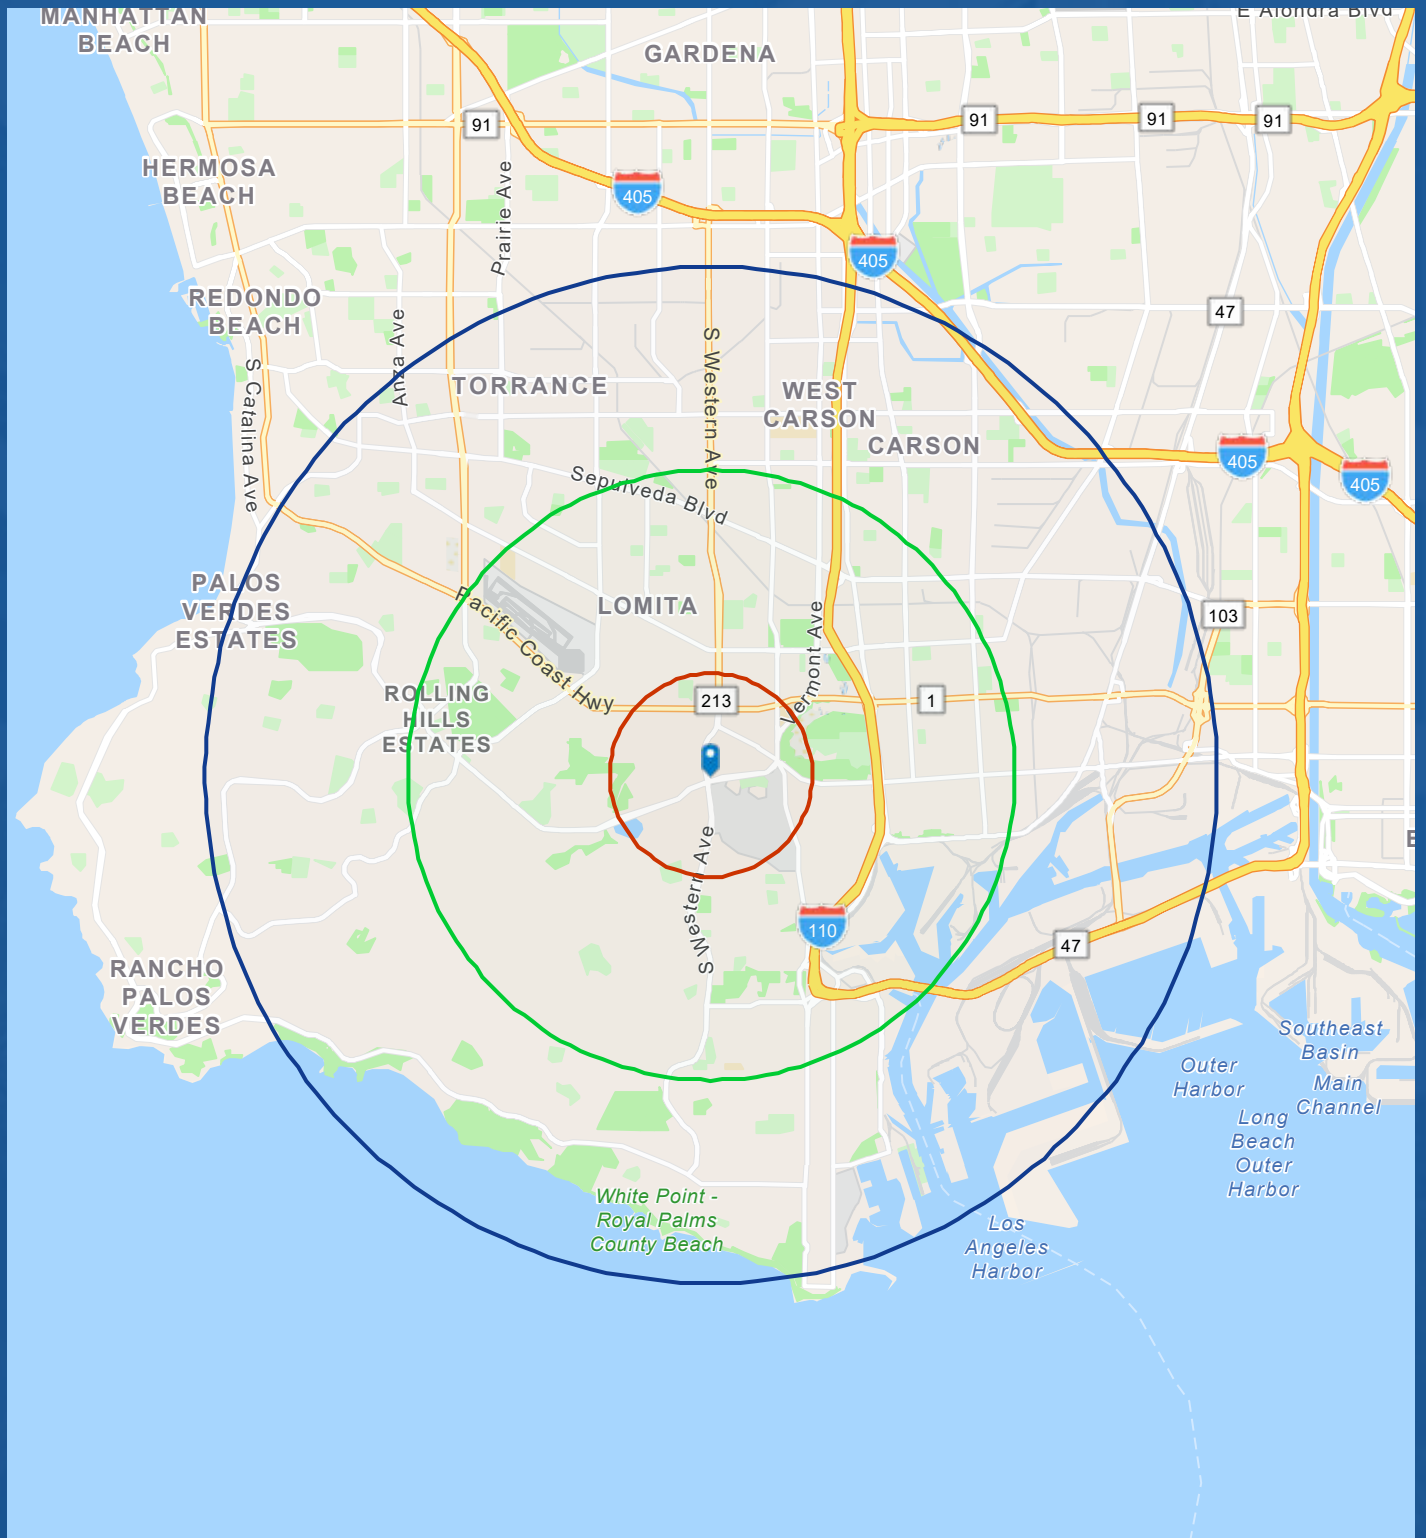 MANHATTAN
BEACH
E Alondra Blvd
GARDENA
91
91
91
91
HERMOSA
BEACH
Prairie Ave
405
405
REDONDO
BEACH
47
Anza Ave
S Western Ave
S Catalina Ave
TORRANCE
WEST
CARSON
CARSON
405
405
Sepulveda Blvd
PALOS
VERDES
ESTATES
Pacific Coast Hwy
LOMITA
Vermont Ave
103
ROLLING
HILLS
ESTATES
213
1
S Western Ave
110
47
RANCHO
PALOS
VERDES
Southeast
Basin
Outer
Harbor
Main
Channel
Long
Beach
Outer
Harbor
White Point -
Royal Palms
County Beach
Los
Angeles
Harbor